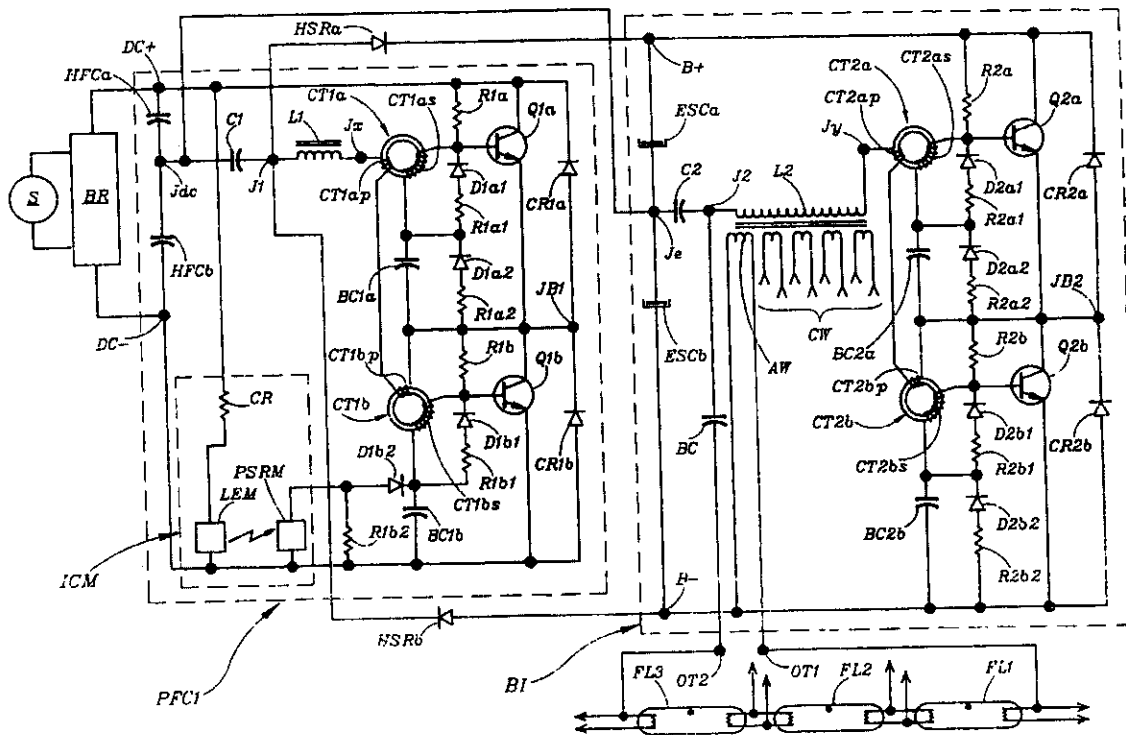 HSRa
DC+
HFCa
B+
CT2a
CT2as
R2a
CT2ap
Q2a
CT1a
CT1as
R1a
Q1a
ESCa
C1
L1
Jx
Jy
S
BR
Jdc
J1
CT1ap
D1a1
CR1a
C2
J2
L2
D2a1
CR2a
R1a1
R2a1
HFCb
Je
D1a2
D2a2
BC1a
JB1
JB2
R1a2
R2a2
DC-
ESCb
CW
BC2a
AW
CT1bp
R1b
Q1b
R2b
Q2b
CT2bp
CR
CT1b
D1b1
CR1b
BC
CT2b
D2b1
CR2b
D1b2
R1b1
CT2bs
R2b1
PSRM
LEM
CT1bs
BC2b
D2b2
R1b2
BC1b
ICM
R2b2
B-
HSRb
PFC1
BI
OT2
OT1
FL3
FL2
FL1